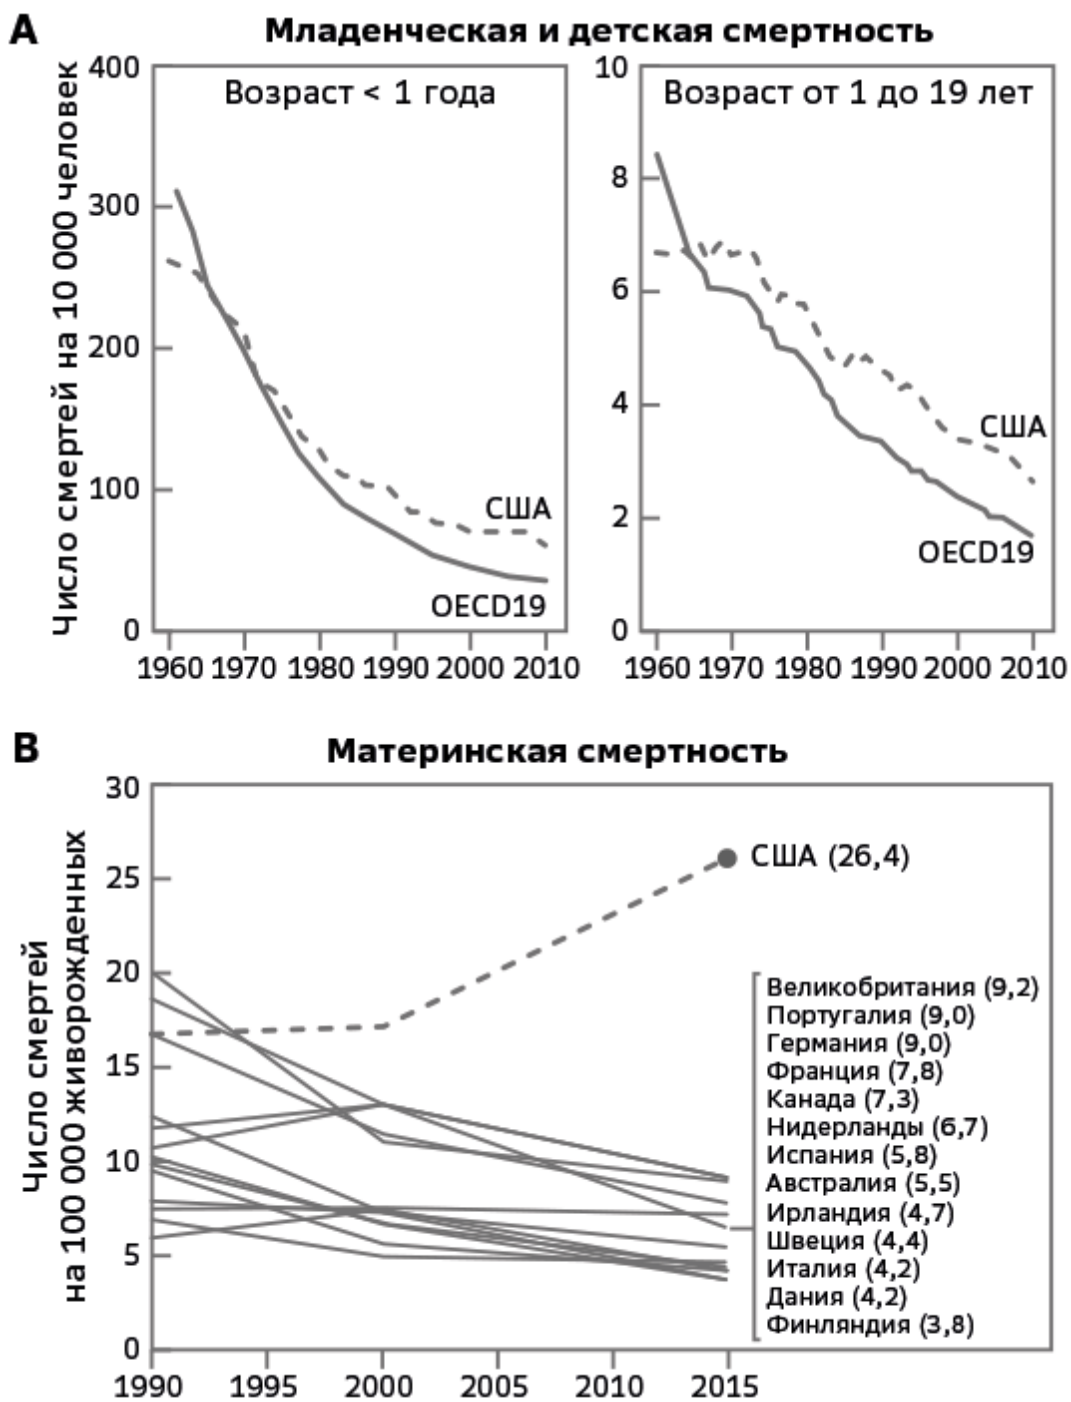 A
Младенческая и детская смертность
Число смертей на 10 000 человек
400
300
200
100
0
Возраст < 1 года
США
OECD19
1960 1970 1980 1990 2000 2010
10
8
6
4
2
0
Возраст от 1 до 19 лет
США
OECD19
1960 1970 1980 1990 2000 2010
B
Материнская смертность
Число смертей
на 100 000 живорожденных
30
25
20
15
10
5
0
США (26,4)
Великобритания (9,2)
Португалия (9,0)
Германия (9,0)
Франция (7,8)
Канада (7,3)
Нидерланды (6,7)
Испания (5,8)
Австралия (5,5)
Ирландия (4,7)
Швеция (4,4)
Италия (4,2)
Дания (4,2)
Финляндия (3,8)
1990 1995 2000 2005 2010 2015